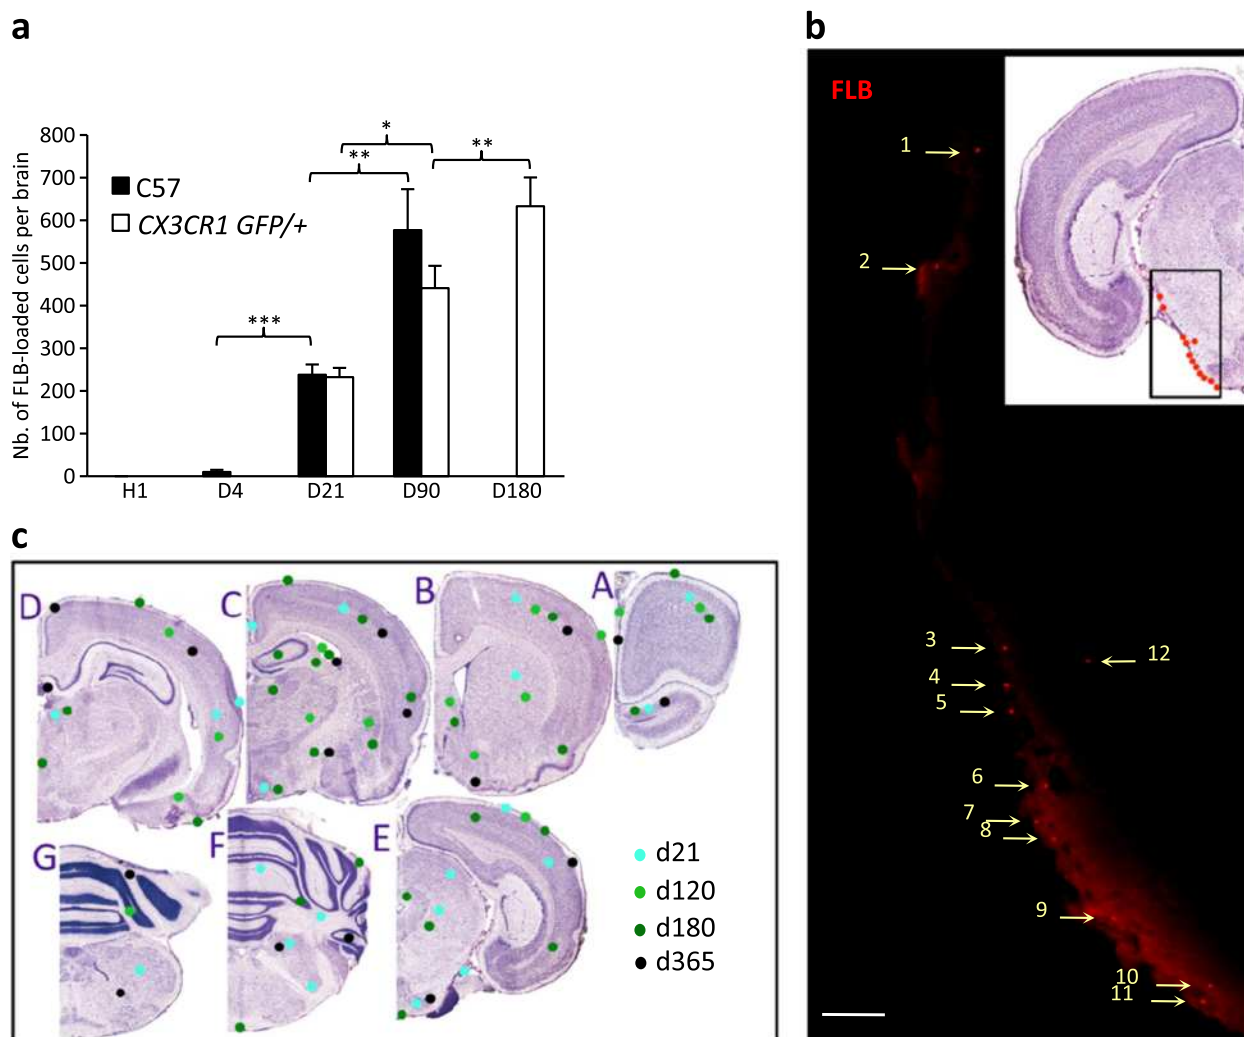 a
Nb. of FLB-loaded cells per brain
800
700
600
500
400
300
200
100
0
C57
CX3CR1 GFP/+
***
**
*
**
H1 D4 D21 D90 D180
b
FLB
1
2
3
4
5
6
7
8
9
10
11
12
c
D C B A
G F E
d21
d120
d180
d365